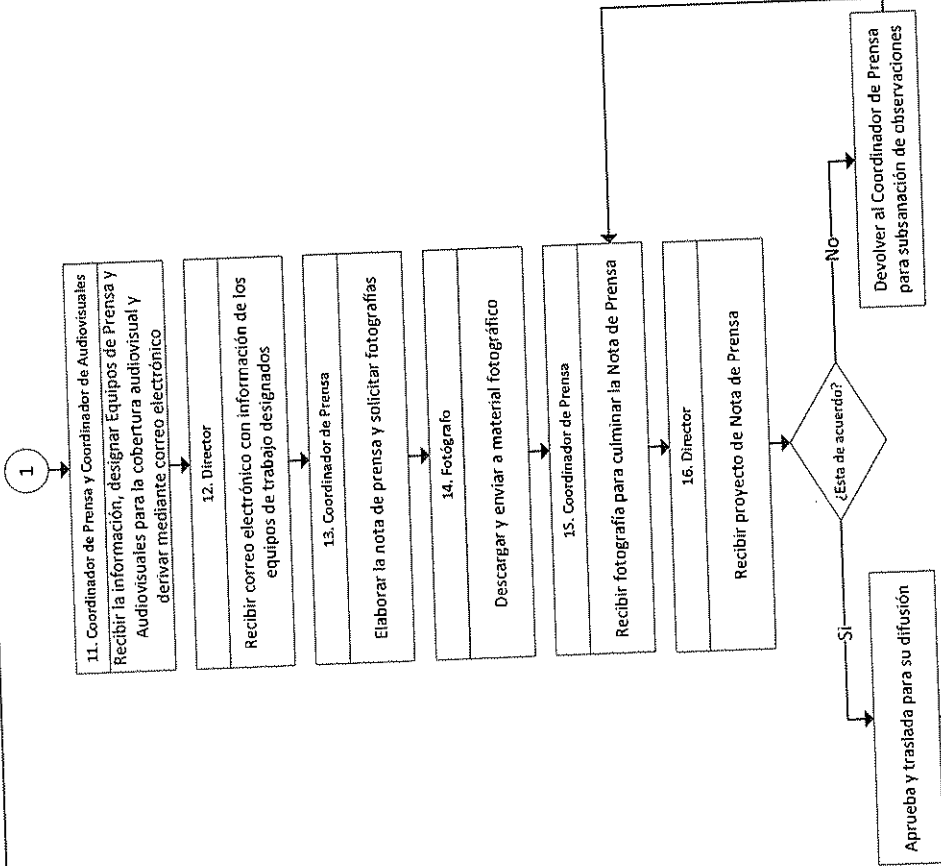 1
11. Coordinador de Prensa y Coordinador de Audiovisuales
Recibir la información, designar Equipos de Prensa y
Audiovisuales para la cobertura audiovisual y
derivar mediante correo electrónico
12. Director
Recibir correo electrónico con información de los
equipos de trabajo designados
13. Coordinador de Prensa
Elaborar la nota de prensa y solicitar fotografías
14. Fotógrafo
Descargar y enviar a material fotográfico
15. Coordinador de Prensa
Recibir fotografía para culminar la Nota de Prensa
16. Director
Recibir proyecto de Nota de Prensa
¿Esta de acuerdo?
Si
Aprueba y traslada para su difusión
No
Devolver al Coordinador de Prensa
para subsanación de observaciones